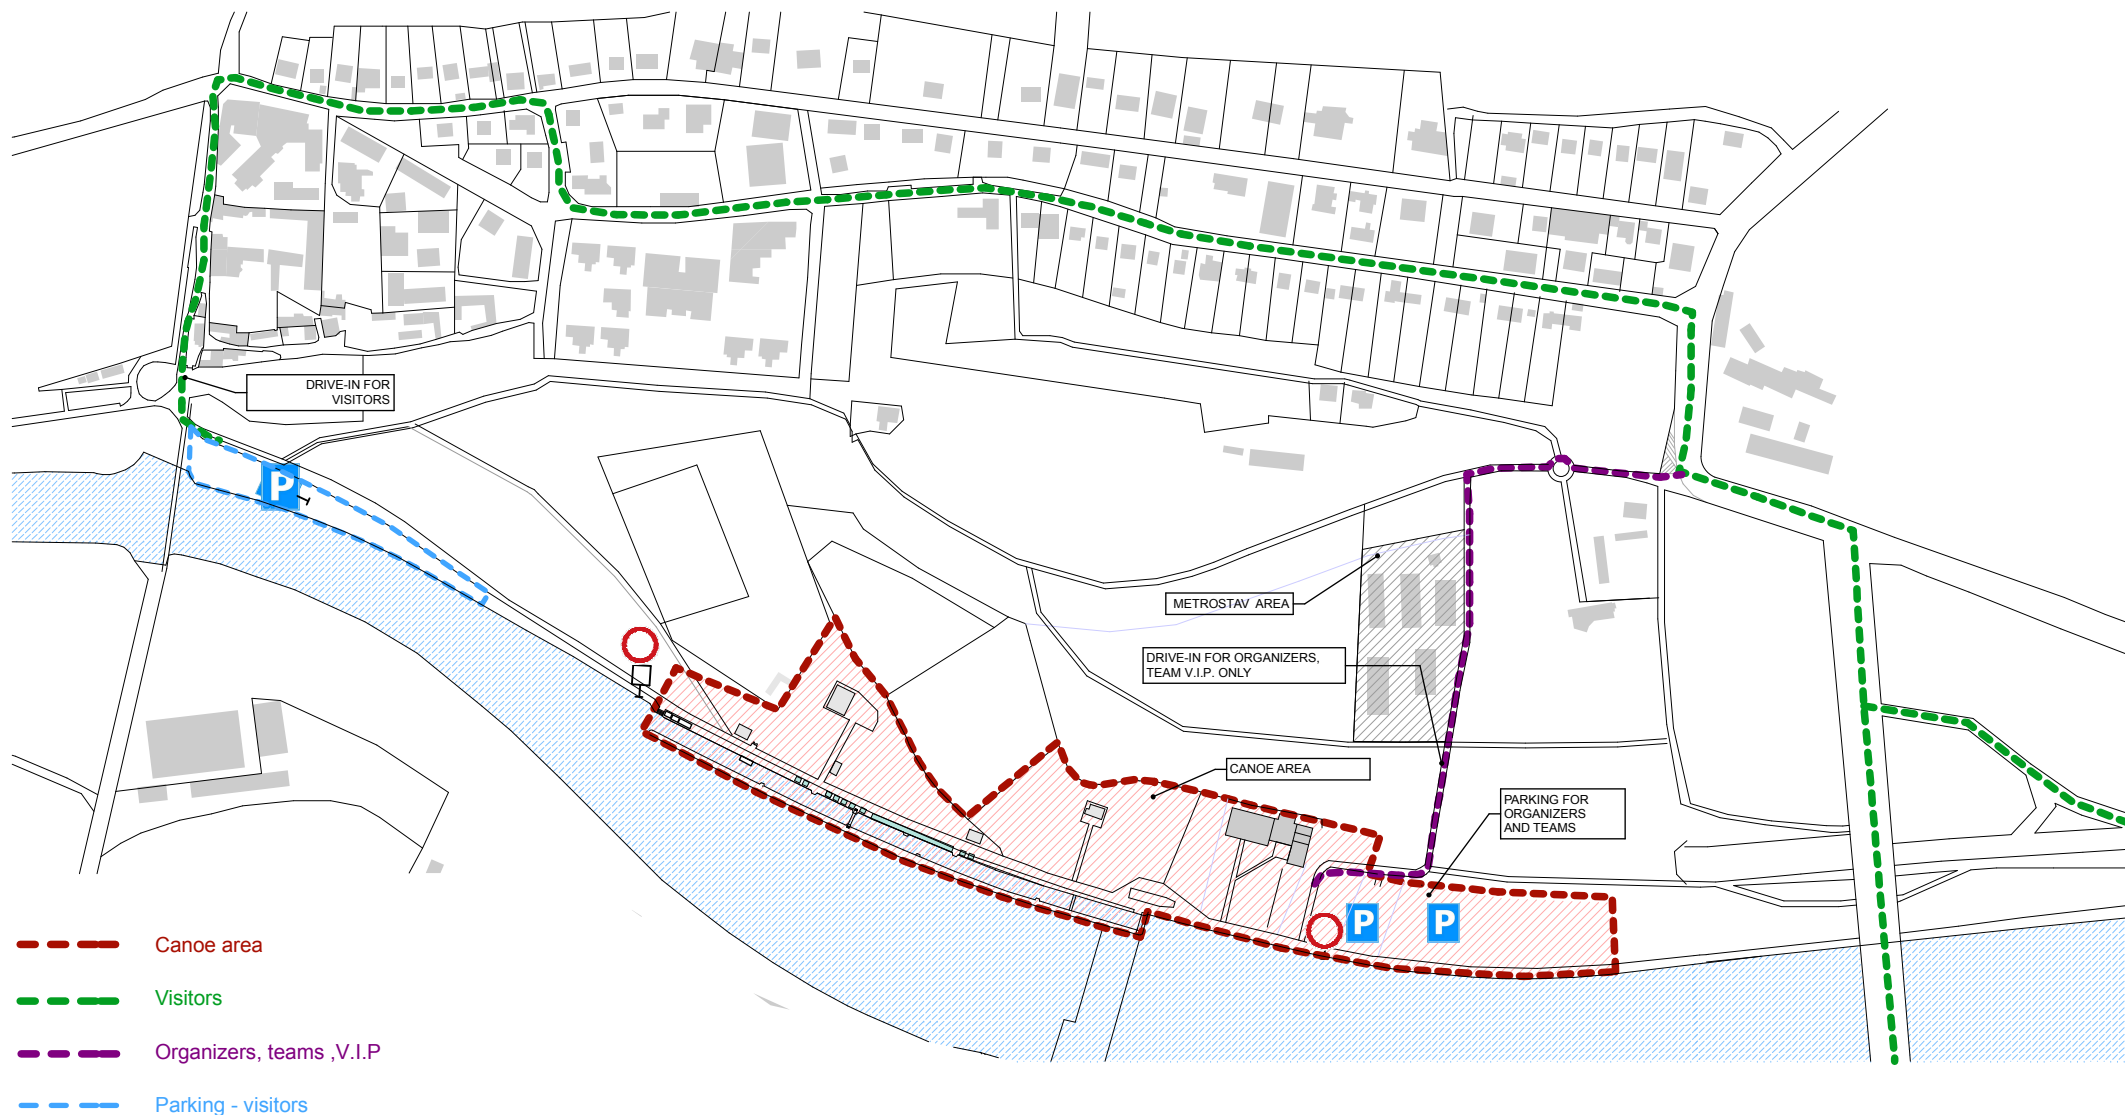 DRIVE-IN FOR
VISITORS
P
METROSTAV AREA
DRIVE-IN FOR ORGANIZERS,
TEAM V.I.P. ONLY
CANOE AREA
PARKING FOR
ORGANIZERS
AND TEAMS
P
P
Canoe area
Visitors
Organizers, teams ,V.I.P
Parking - visitors